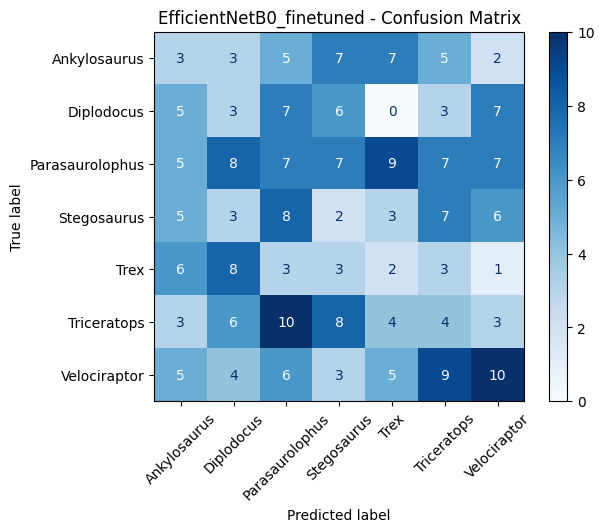 EfficientNetB0_finetuned - Confusion Matrix
Ankylosaurus 3 3 5 7 7 5 2
Diplodocus 5 3 7 6 0 3 7
Parasaurolophus 5 8 7 7 9 7 7
Stegosaurus 5 3 8 2 3 7 6
Trex 6 8 3 3 2 3 1
Triceratops 3 6 10 8 4 4 3
Velociraptor 5 4 6 3 5 9 10
True label
Ankylosaurus Diplodocus Parasaurolophus Stegosaurus Trex Triceratops Velociraptor
Predicted label
10
8
6
4
2
0